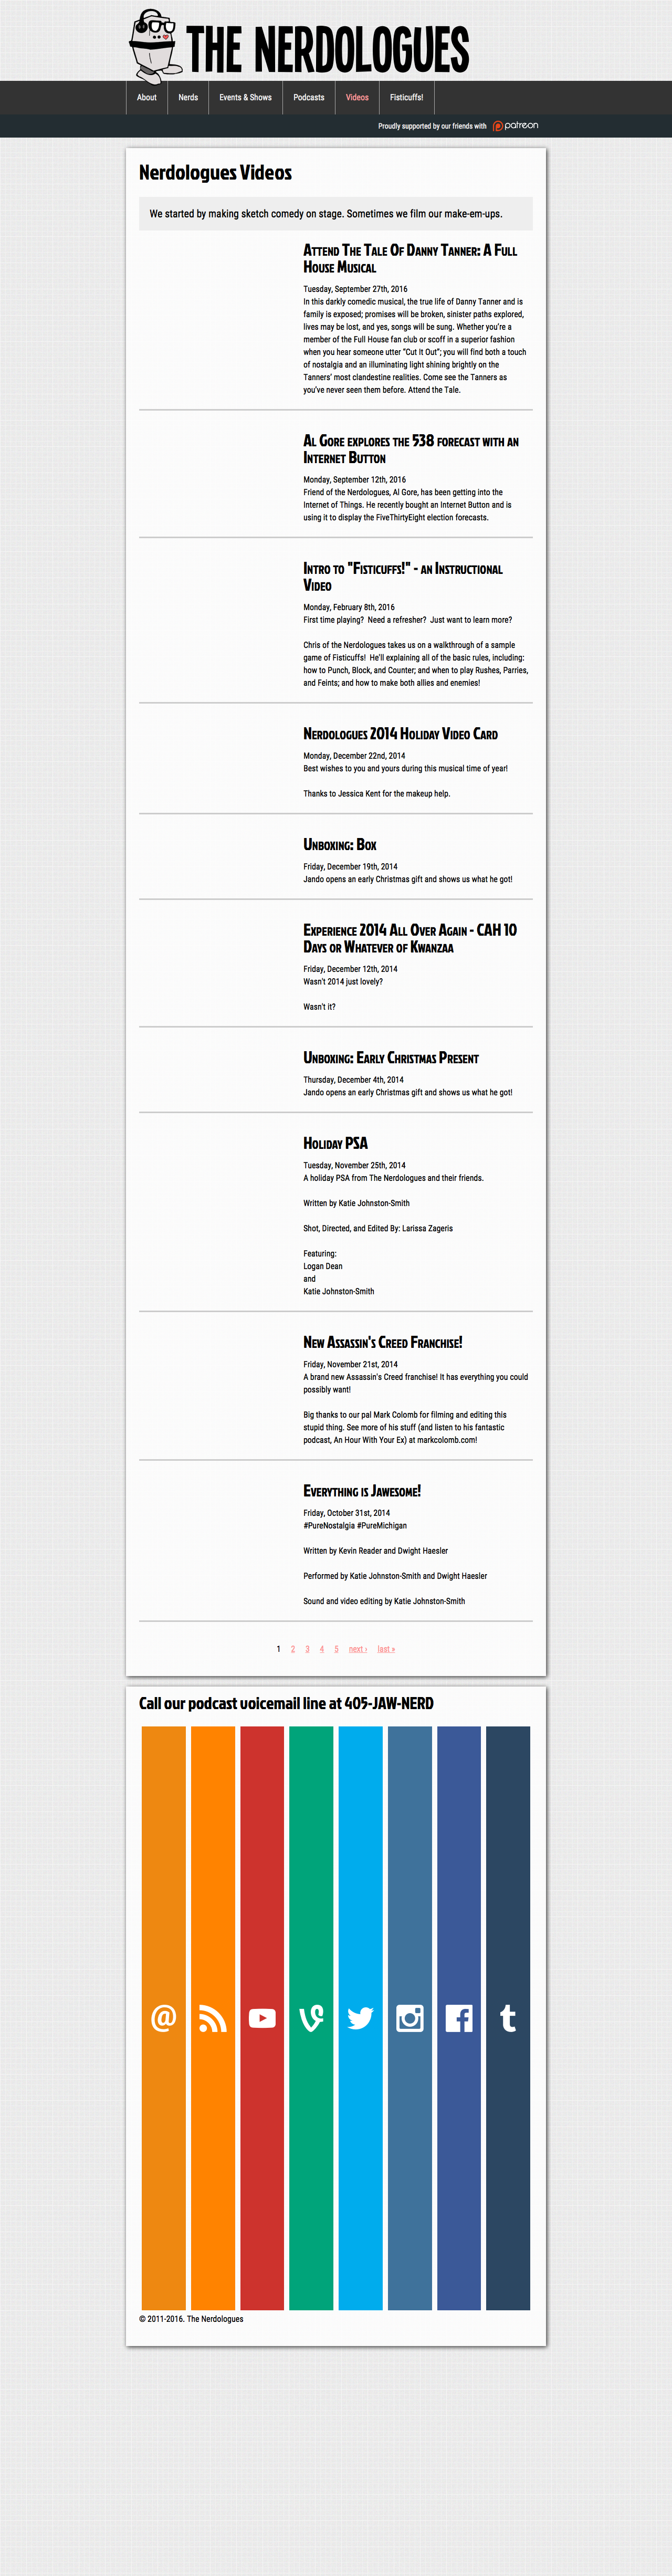 THE NERDOLOGUES
About
Nerds
Events & Shows
Podcasts
Videos
Fisticuffs!
Proudly supported by our friends with patreon
Nerdologues Videos
We started by making sketch comedy on stage. Sometimes we film our make-em-ups.
Attend The Tale Of Danny Tanner: A Full
House Musical
Tuesday, September 27th, 2016
In this darkly comedic musical, the true life of Danny Tanner and is
family is exposed; promises will be broken, sinister paths explored,
lives may be lost, and yes, songs will be sung. Whether you're a
member of the Full House fan club or scoff in a superior fashion
when you hear someone utter "Cut It Out"; you will find both a touch
of nostalgia and an illuminating light shining brightly on the
Tanners' most clandestine realities. Come see the Tanners as
you've never seen them before. Attend the Tale.
Al Gore explores the 538 forecast with an
Internet Button
Monday, September 12th, 2016
Friend of the Nerdologues, Al Gore, has been getting into the
Internet of Things. He recently bought an Internet Button and is
using it to display the FiveThirtyEight election forecasts.
Intro to "Fisticuffs!" - an Instructional
Video
Monday, February 8th, 2016
First time playing? Need a refresher? Just want to learn more?
Chris of the Nerdologues takes us on a walkthrough of a sample
game of Fisticuffs! He'll explaining all of the basic rules, including:
how to Punch, Block, and Counter; and when to play Rushes, Parries,
and Feints; and how to make both allies and enemies!
Nerdologues 2014 Holiday Video Card
Monday, December 22nd, 2014
Best wishes to you and yours during this musical time of year!
Thanks to Jessica Kent for the makeup help.
Unboxing: Box
Friday, December 19th, 2014
Jando opens an early Christmas gift and shows us what he got!
Experience 2014 All Over Again - CAH 10
Days or Whatever of Kwanzaa
Friday, December 12th, 2014
Wasn't 2014 just lovely?
Wasn't it?
Unboxing: Early Christmas Present
Thursday, December 4th, 2014
Jando opens an early Christmas gift and shows us what he got!
Holiday PSA
Tuesday, November 25th, 2014
A holiday PSA from The Nerdologues and their friends.
Written by Katie Johnston-Smith
Shot, Directed, and Edited By: Larissa Zageris
Featuring:
Logan Dean
and
Katie Johnston-Smith
New Assassin's Creed Franchise!
Friday, November 21st, 2014
A brand new Assassin's Creed franchise! It has everything you could
possibly want!
Big thanks to our pal Mark Colomb for filming and editing this
stupid thing. See more of his stuff (and listen to his fantastic
podcast, An Hour With Your Ex) at markcolomb.com!
Everything is Jawesome!
Friday, October 31st, 2014
#PureNostalgia #PureMichigan
Written by Kevin Reader and Dwight Haesler
Performed by Katie Johnston-Smith and Dwight Haesler
Sound and video editing by Katie Johnston-Smith
1 2 3 4 5 next › last »
Call our podcast voicemail line at 405-JAW-NERD
© 2011-2016. The Nerdologues